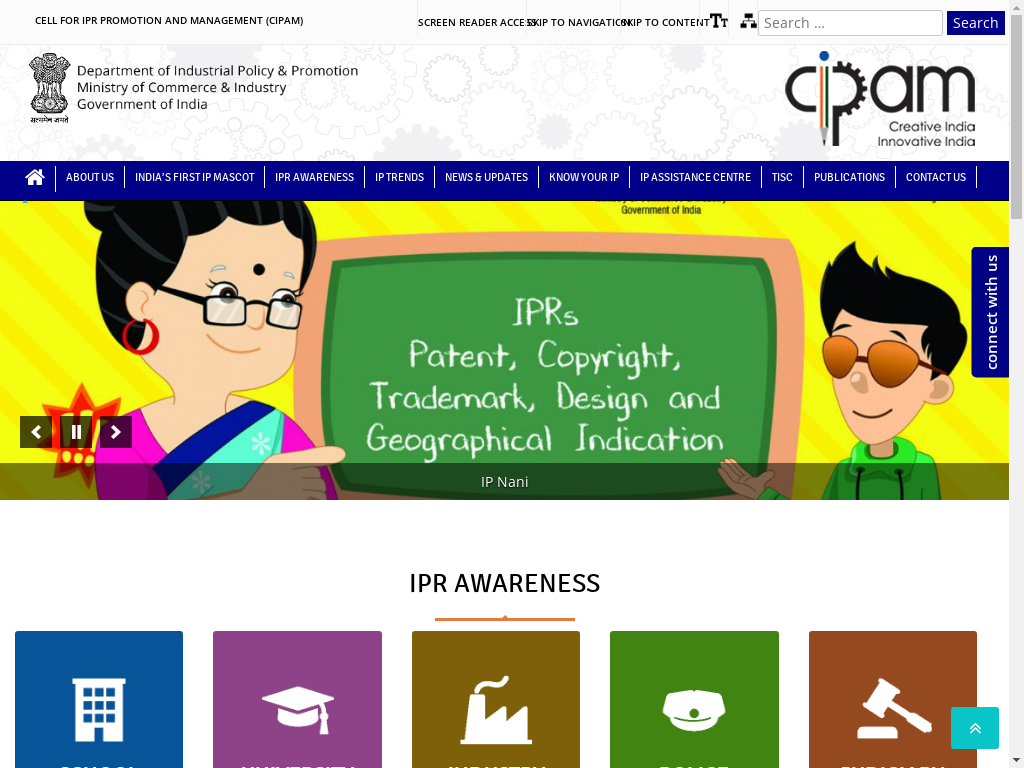 CELL FOR IPR PROMOTION AND MANAGEMENT (CIPAM)
SCREEN READER ACCESS
SKIP TO NAVIGATION
SKIP TO CONTENT
Search ...
Search
Department of Industrial Policy & Promotion
Ministry of Commerce & Industry
Government of India
सत्यमेव जयते
cipam
Creative India
Innovative India
ABOUT US
INDIA'S FIRST IP MASCOT
IPR AWARENESS
IP TRENDS
NEWS & UPDATES
KNOW YOUR IP
IP ASSISTANCE CENTRE
TISC
PUBLICATIONS
CONTACT US
Government of India
IPRs
Patent, Copyright,
Trademark, Design and
Geographical Indication
connect with us
IP Nani
IPR AWARENESS